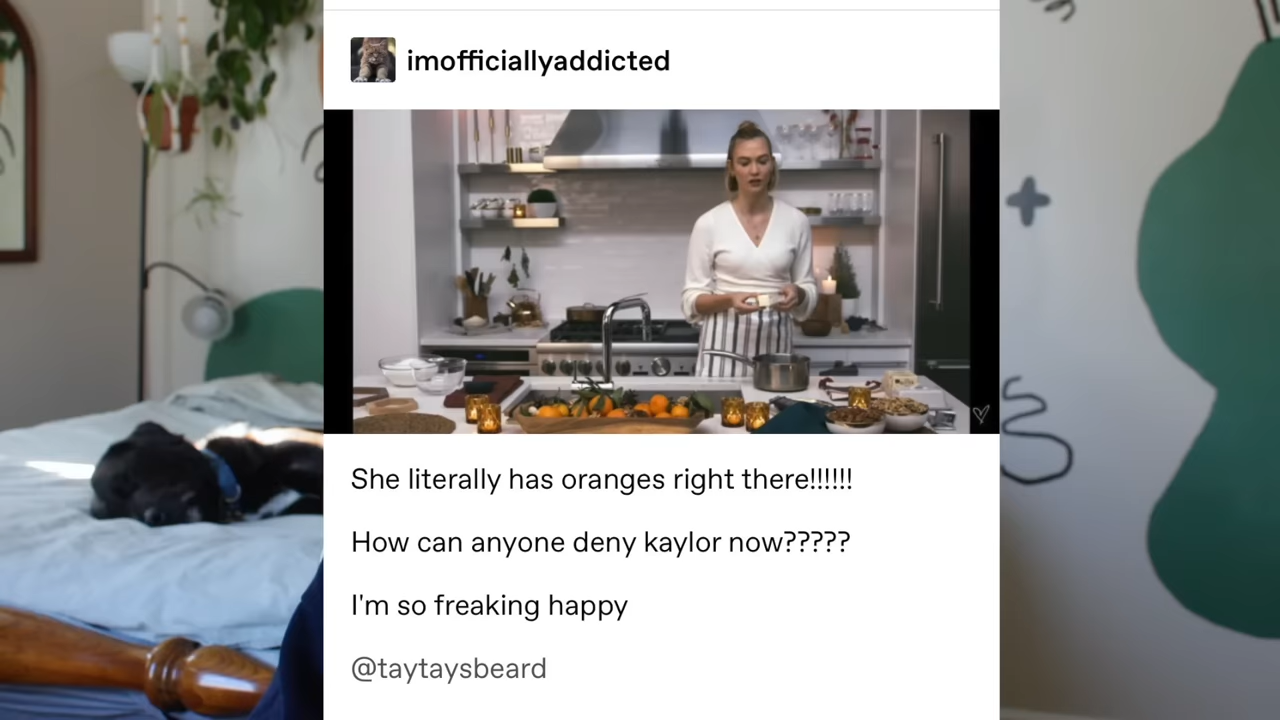 imofficiallyaddicted
She literally has oranges right there!!!!!!
How can anyone deny kaylor now?????
I'm so freaking happy
@taytaysbeard